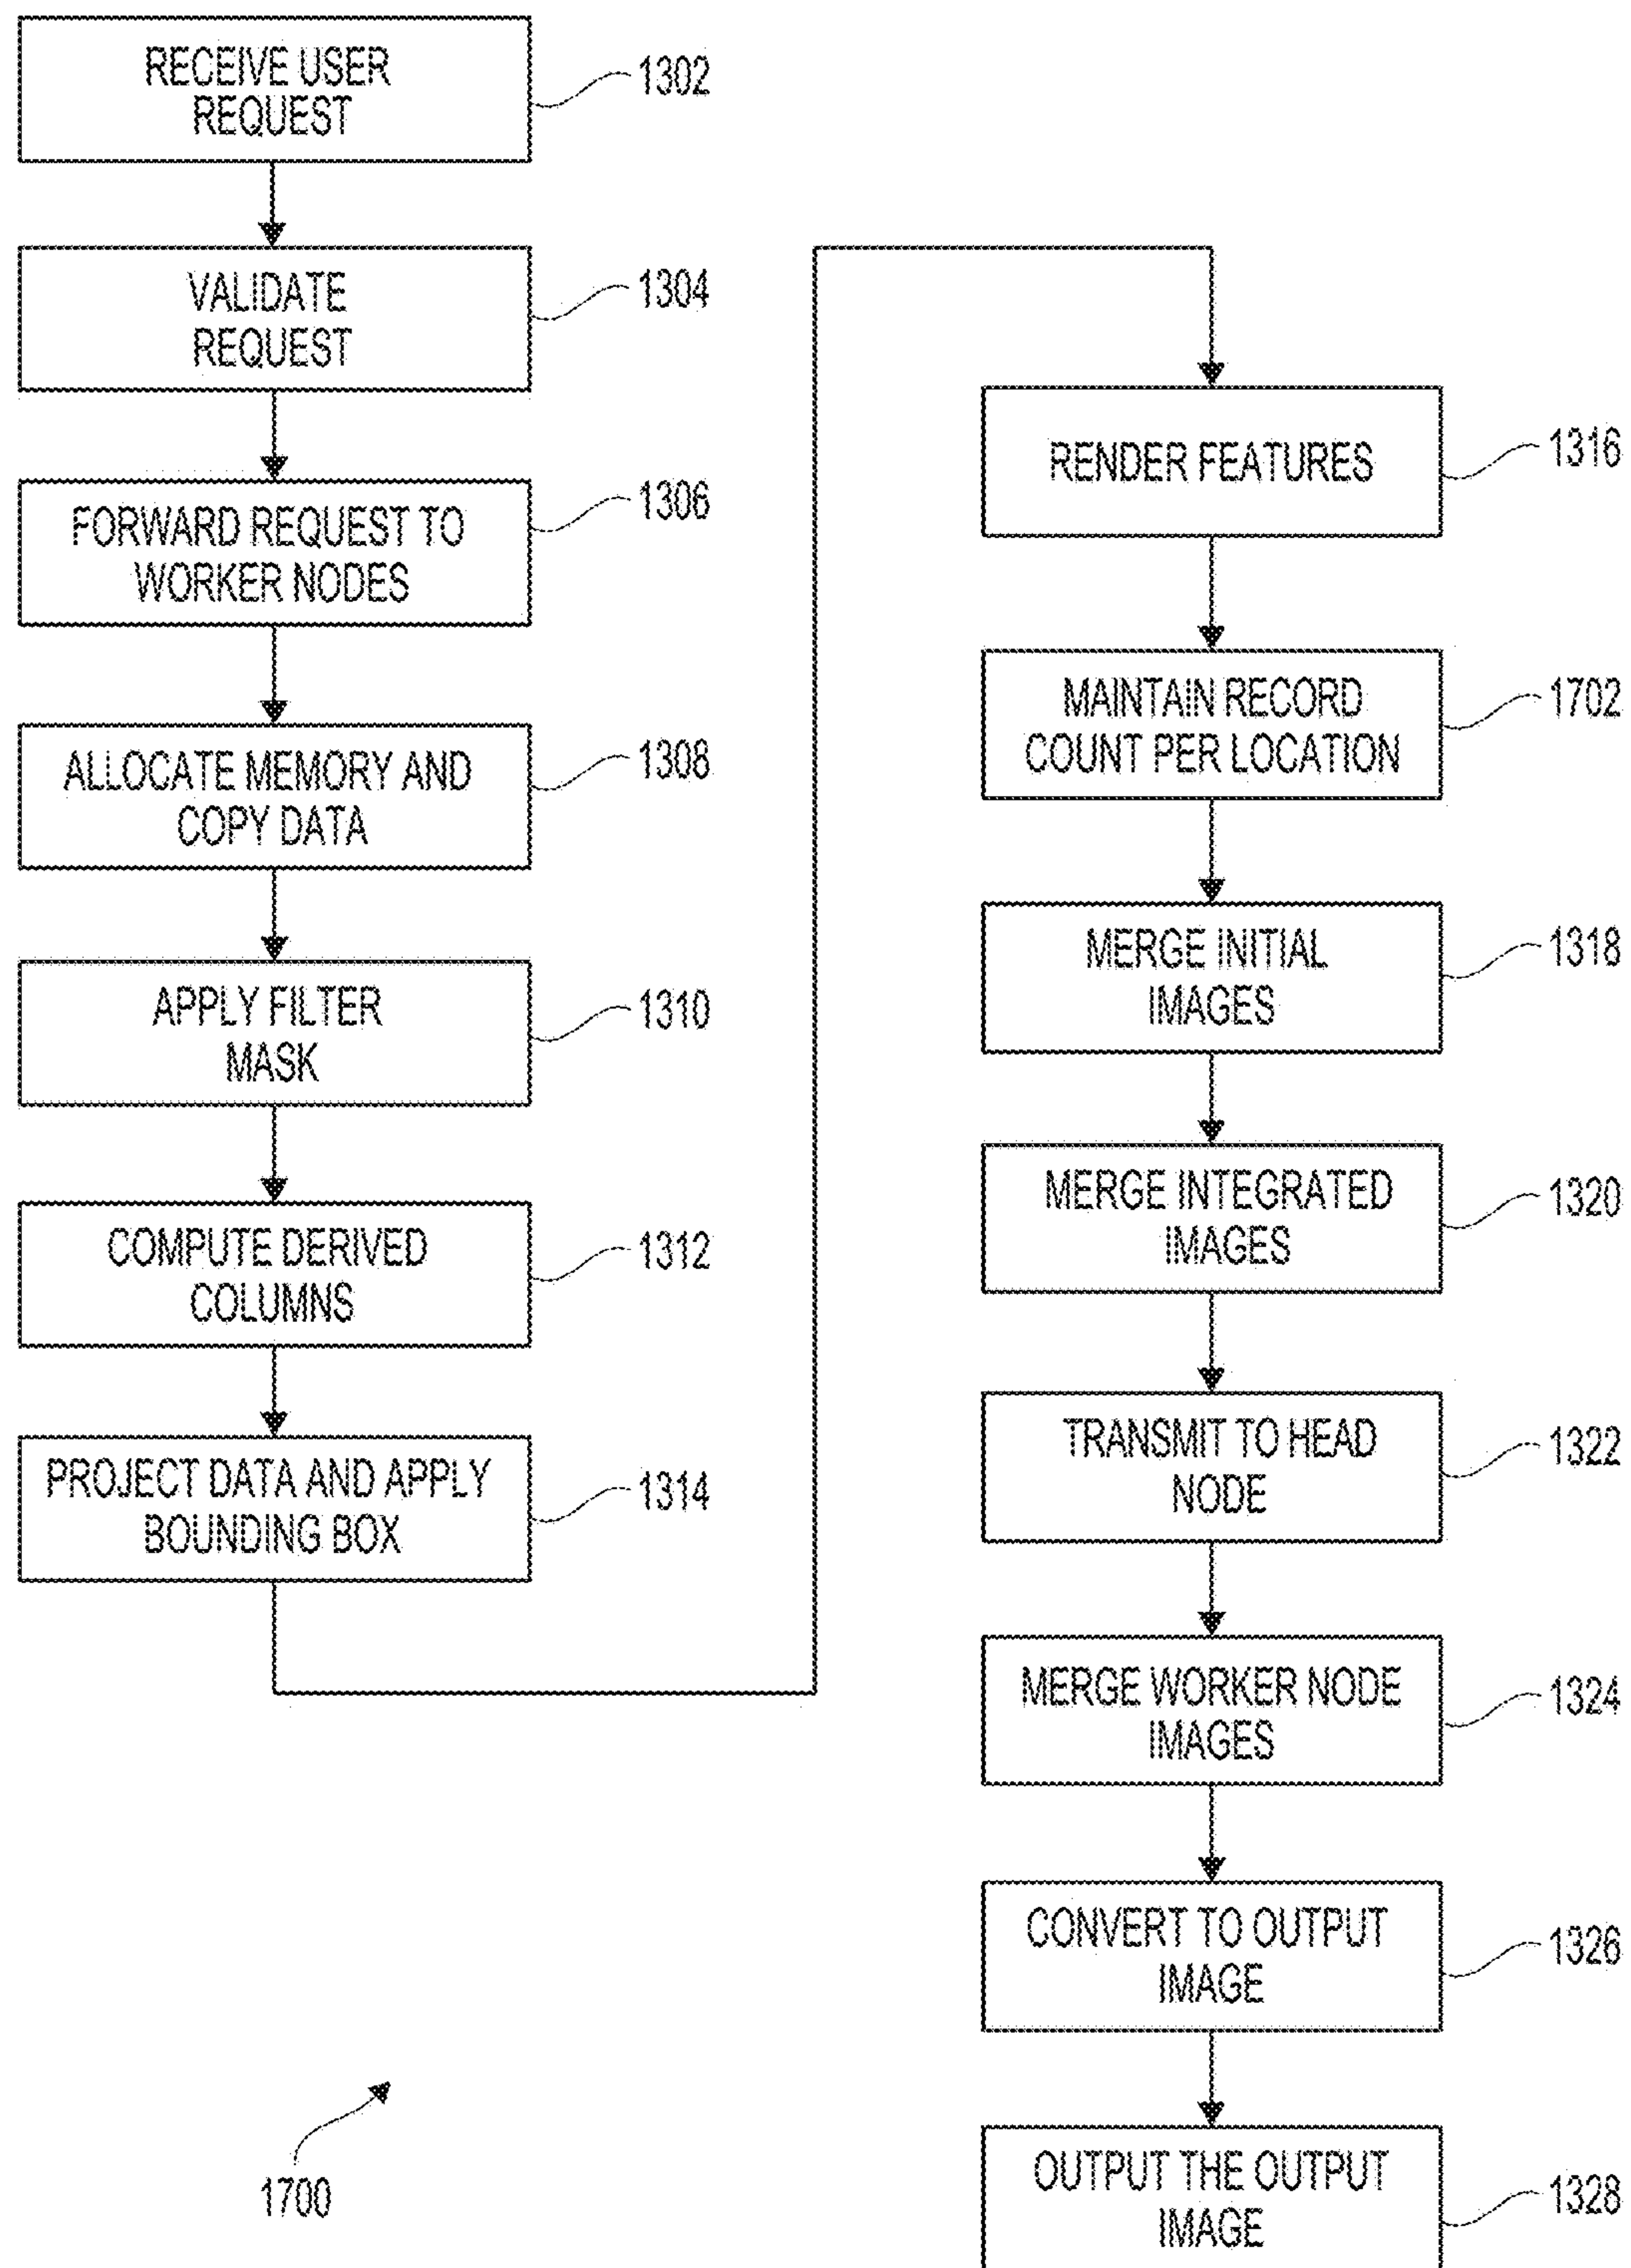 RECEIVE USER
REQUEST
1302
VALIDATE
REQUEST
1304
FORWARD REQUEST TO
WORKER NODES
1306
ALLOCATE MEMORY AND
COPY DATA
1308
APPLY FILTER
MASK
1310
COMPUTE DERIVED
COLUMNS
1312
PROJECT DATA AND APPLY
BOUNDING BOX
1314
RENDER FEATURES
1316
MAINTAIN RECORD
COUNT PER LOCATION
1702
MERGE INITIAL
IMAGES
1318
MERGE INTEGRATED
IMAGES
1320
TRANSMIT TO HEAD
NODE
1322
MERGE WORKER NODE
IMAGES
1324
CONVERT TO OUTPUT
IMAGE
1326
OUTPUT THE OUTPUT
IMAGE
1328
1700